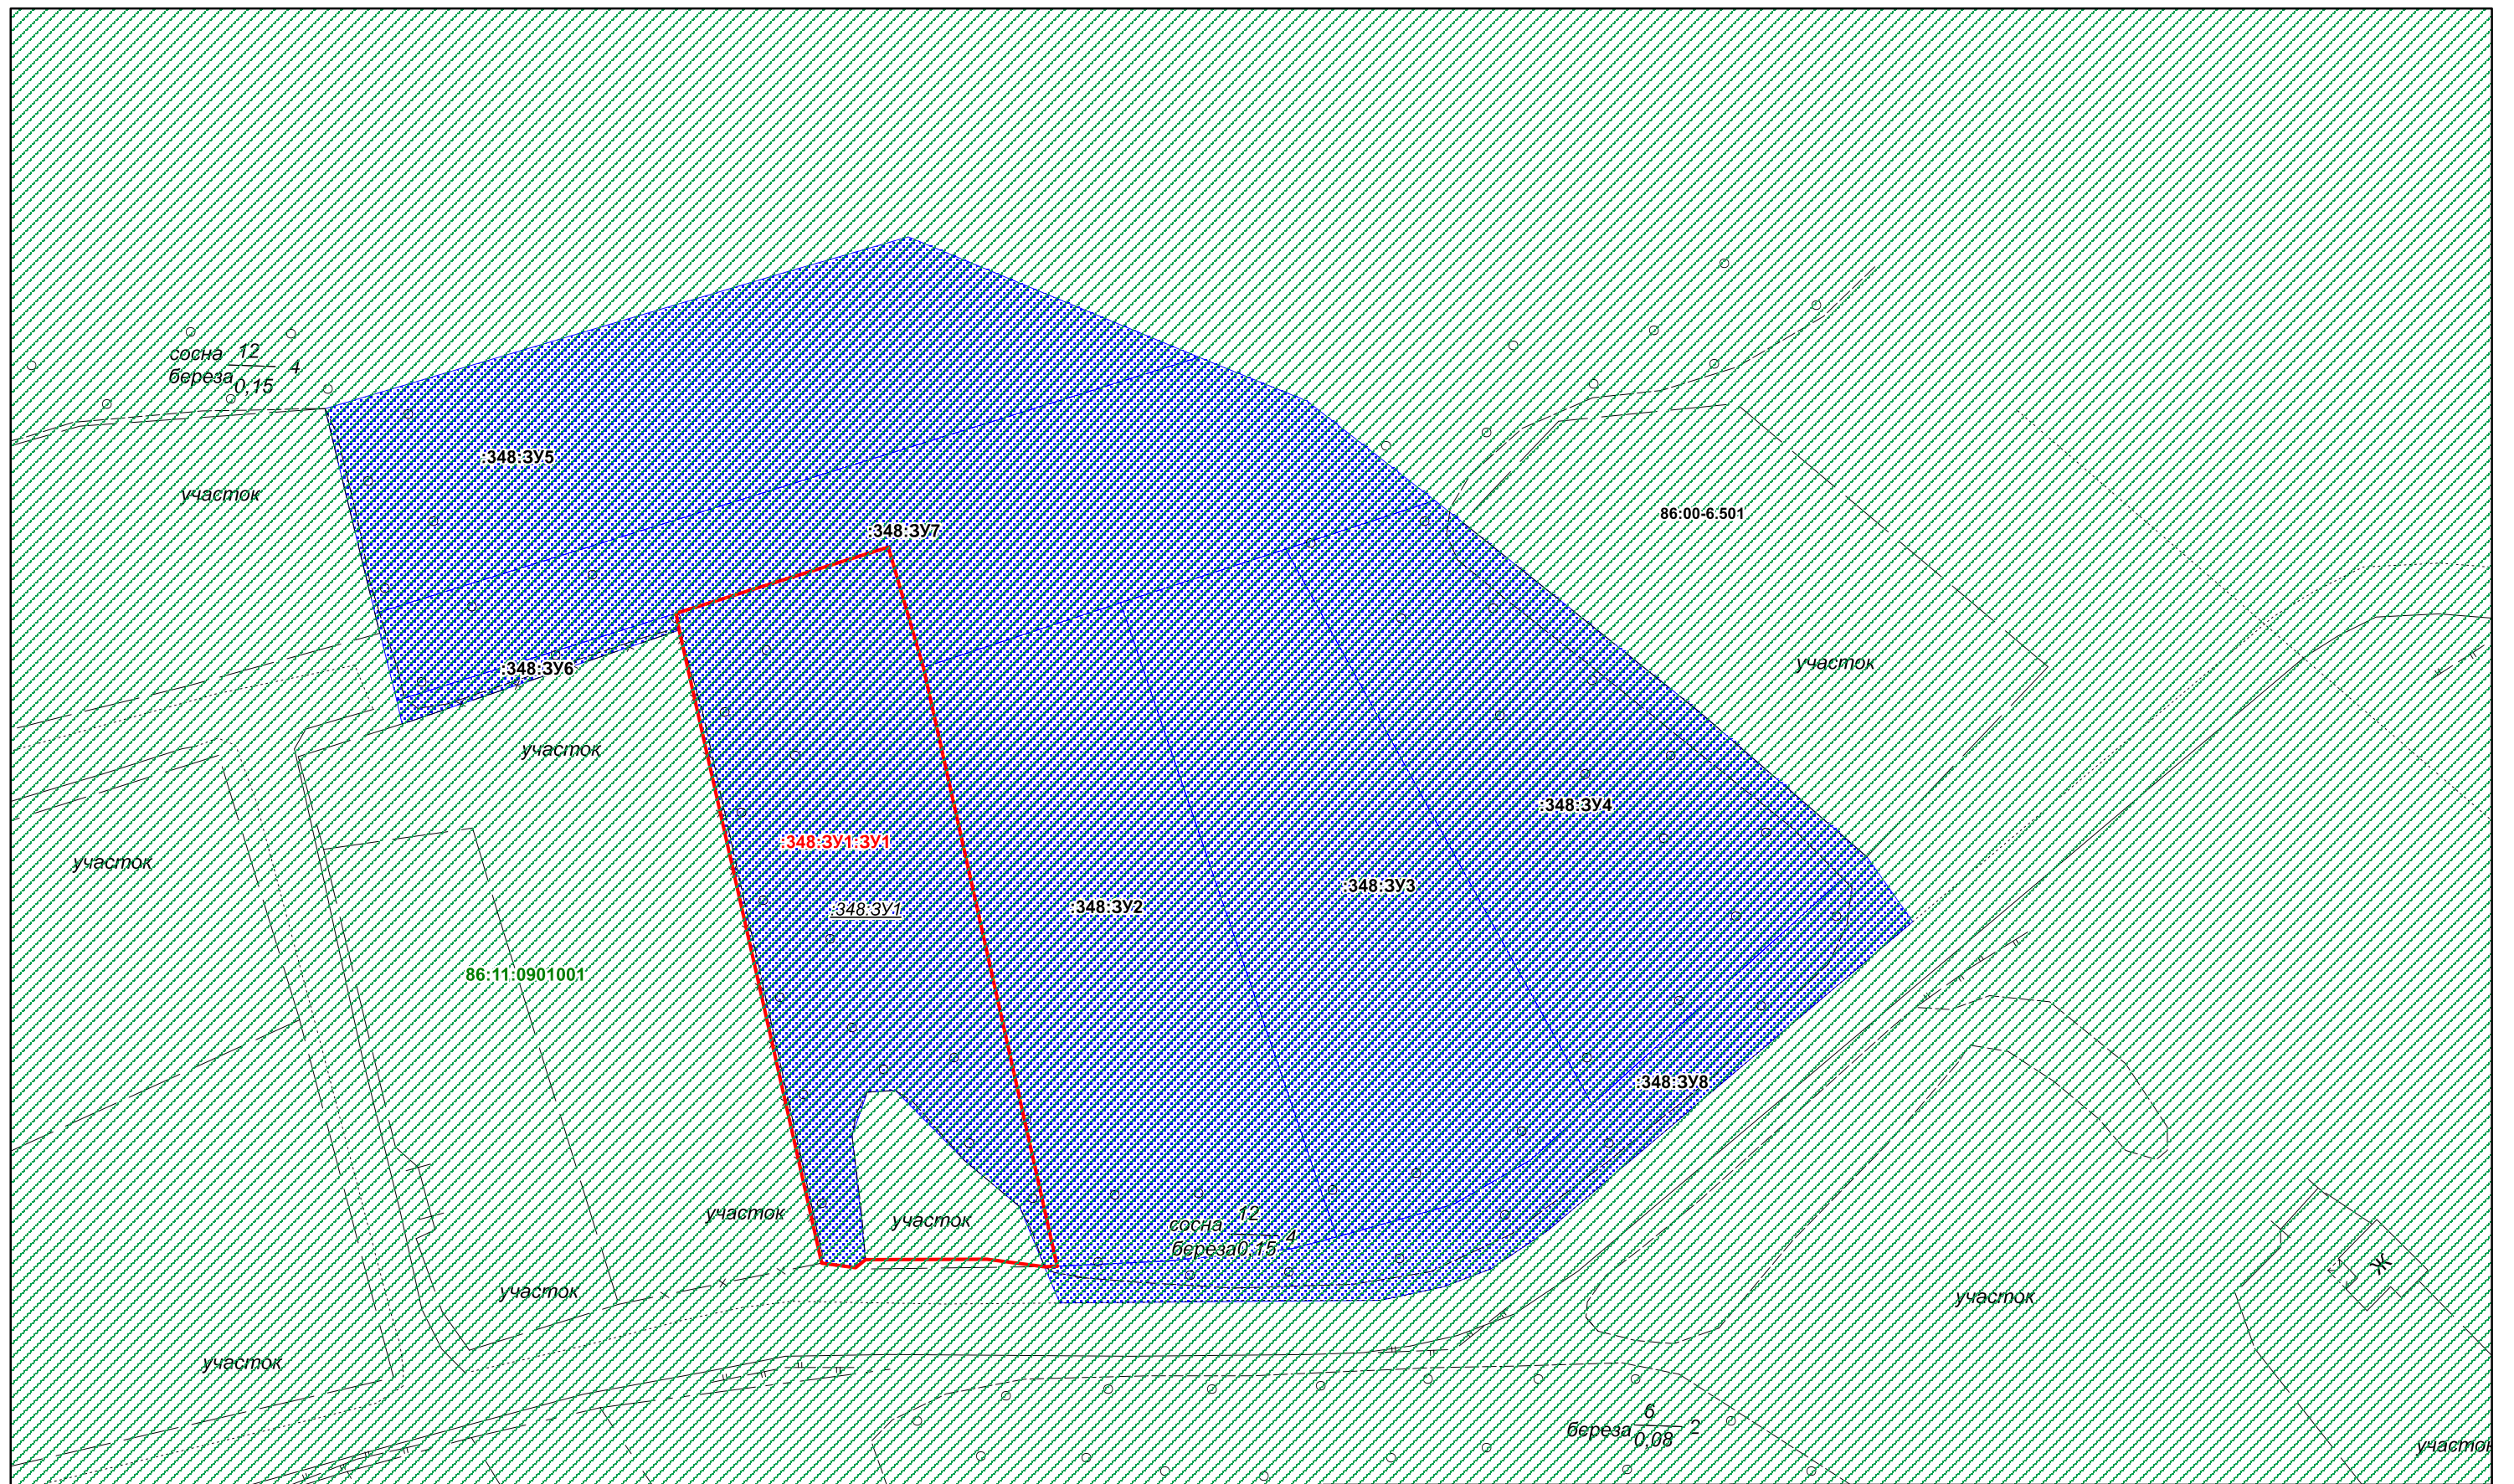 сосна 12 4
береза 0,15
:348:ЗУ5
участок
86:00-6.501
:348:ЗУ7
участок
:348:ЗУ6
участок
:348:ЗУ4
:348:ЗУ1:ЗУ1
участок
:348:ЗУ3
:348:ЗУ2
:348:ЗУ1
86:11:0901001
:348:ЗУ8
участок
участок
сосна 12 4
береза 0,15
Ж
участок
участок
участок
береза 6 2
0,08
участок